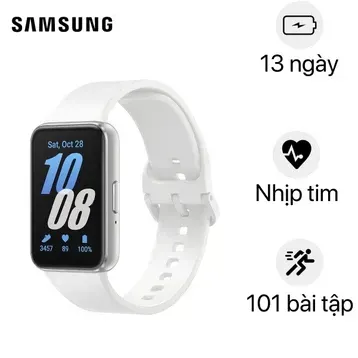 SAMSUNG
13 ngày
Sat, Oct 28
10
08
3457 89 100%
Nhịp tim
101 bài tập